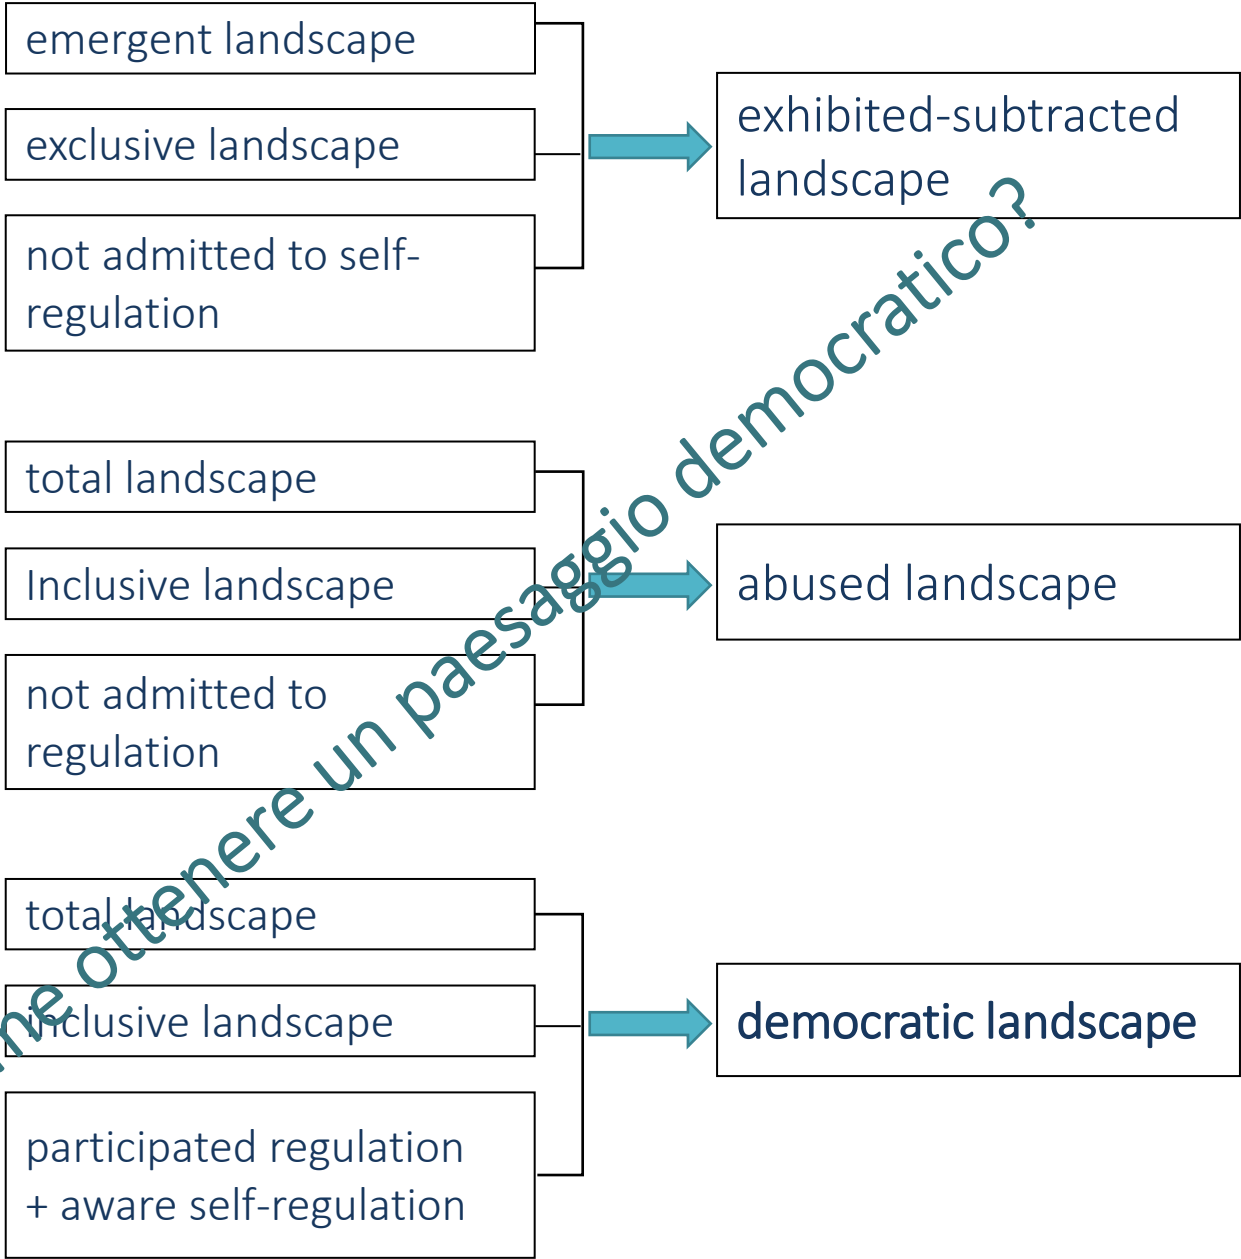 emergent landscape
exclusive landscape
not admitted to self-
regulation
exhibited-subtracted
landscape
total landscape
Inclusive landscape
not admitted to
regulation
abused landscape
total landscape
inclusive landscape
participated regulation
+ aware self-regulation
democratic landscape
ottenere un paesaggio democratico?